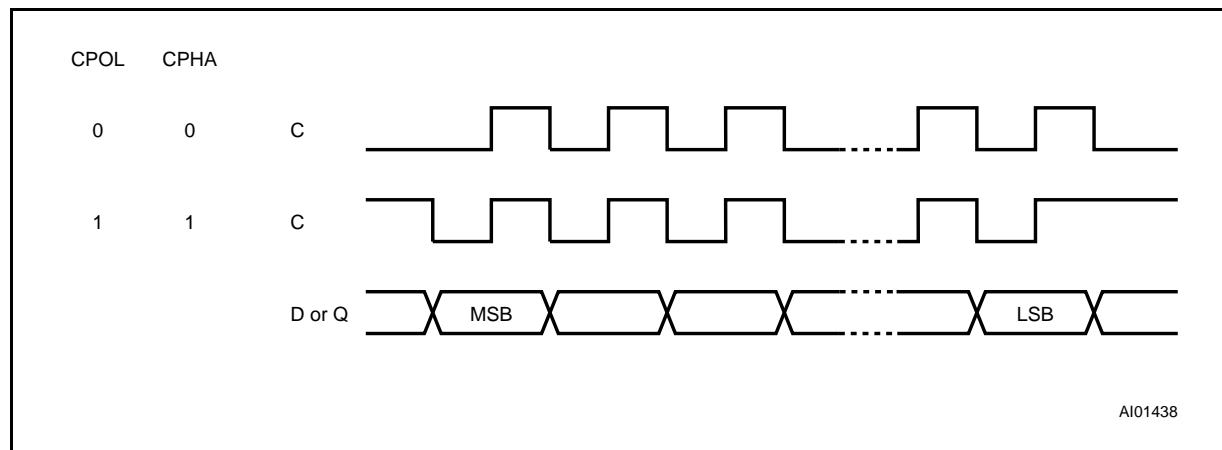 CPOL CPHA
0 0 C
1 1 C
D or Q MSB LSB
AI01438